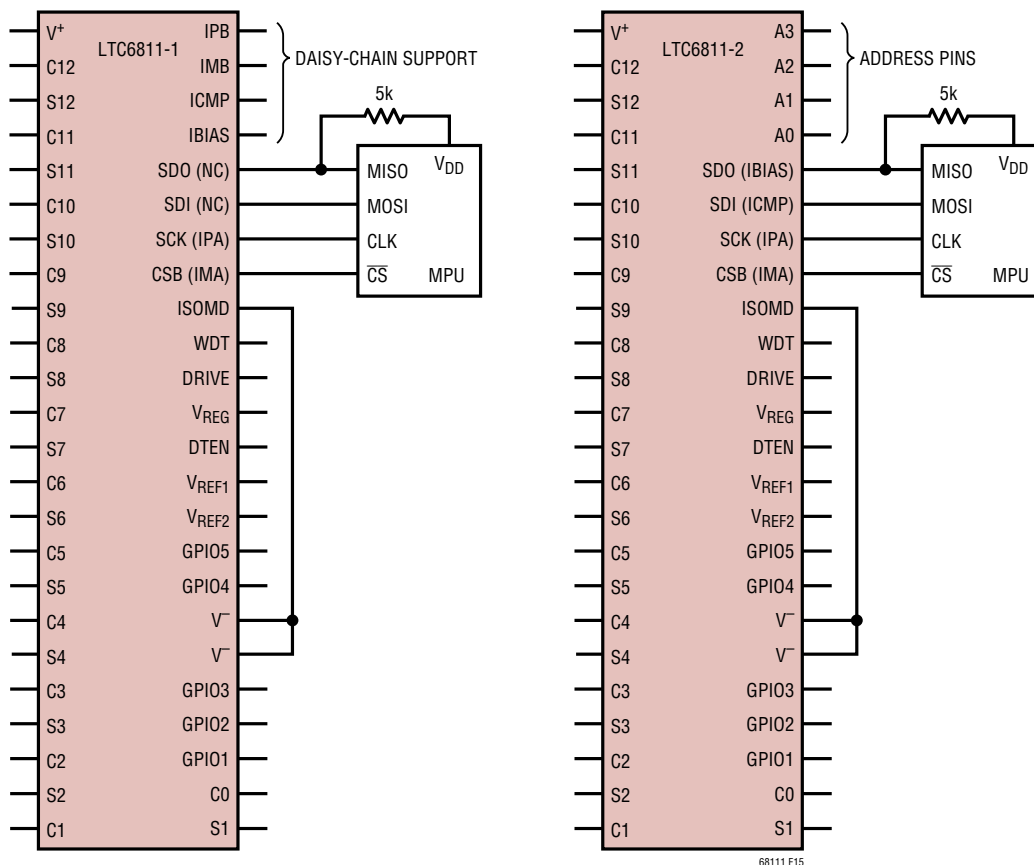 V+ LTC6811-1 IPB
C12 IMB
S12 ICMP
C11 IBIAS
S11 SDO (NC)
C10 SDI (NC)
S10 SCK (IPA)
C9 CSB (IMA)
S9 ISOMD
C8 WDT
S8 DRIVE
C7 VREG
S7 DTEN
C6 VREF1
S6 VREF2
C5 GPIO5
S5 GPIO4
C4 V–
S4 V–
C3 GPIO3
S3 GPIO2
C2 GPIO1
S2 C0
C1 S1
DAISY-CHAIN SUPPORT
5k
MISO VDD
MOSI
CLK
CS MPU
V+ LTC6811-2 A3
C12 A2
S12 A1
C11 A0
S11 SDO (IBIAS)
C10 SDI (ICMP)
S10 SCK (IPA)
C9 CSB (IMA)
S9 ISOMD
C8 WDT
S8 DRIVE
C7 VREG
S7 DTEN
C6 VREF1
S6 VREF2
C5 GPIO5
S5 GPIO4
C4 V–
S4 V–
C3 GPIO3
S3 GPIO2
C2 GPIO1
S2 C0
C1 S1
ADDRESS PINS
5k
MISO VDD
MOSI
CLK
CS MPU
68111 F15